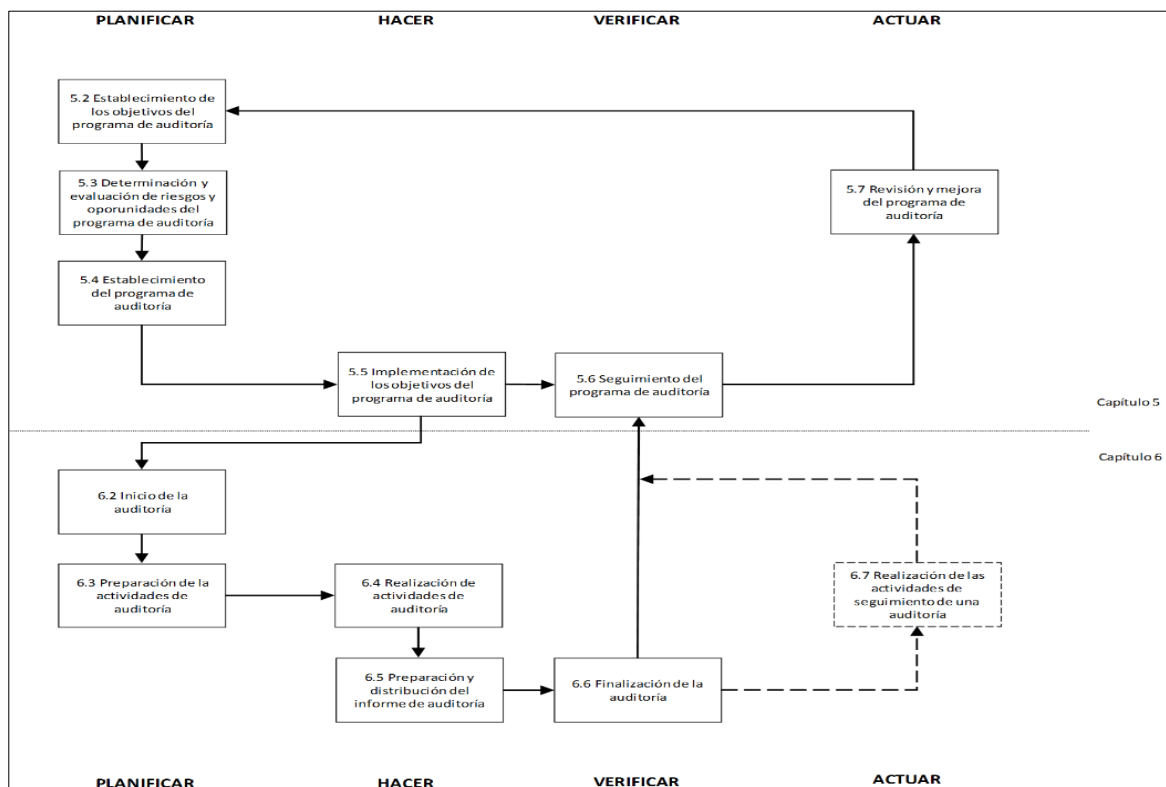 PLANIFICAR
HACER
VERIFICAR
ACTUAR
5.2 Establecimiento de
los objetivos del
programa de auditoría
5.3 Determinación y
evaluación de riesgos y
oporunidades del
programa de auditoría
5.7 Revisión y mejora
del programa de
auditoría
5.4 Establecimiento
del programa de
auditoría
5.5 Implementación de
los objetivos del
programa de auditoría
5.6 Seguimiento del
programa de auditoría
Capítulo 5
Capítulo 6
6.2 Inicio de la
auditoría
6.3 Preparación de la
actividades de
auditoría
6.4 Realización de
actividades de
auditoría
6.7 Realización de las
actividades de
seguimiento de una
auditoría
6.5 Preparación y
distribución del
informe de auditoría
6.6 Finalización de la
auditoría
PLANIFICAR
HACER
VERIFICAR
ACTUAR